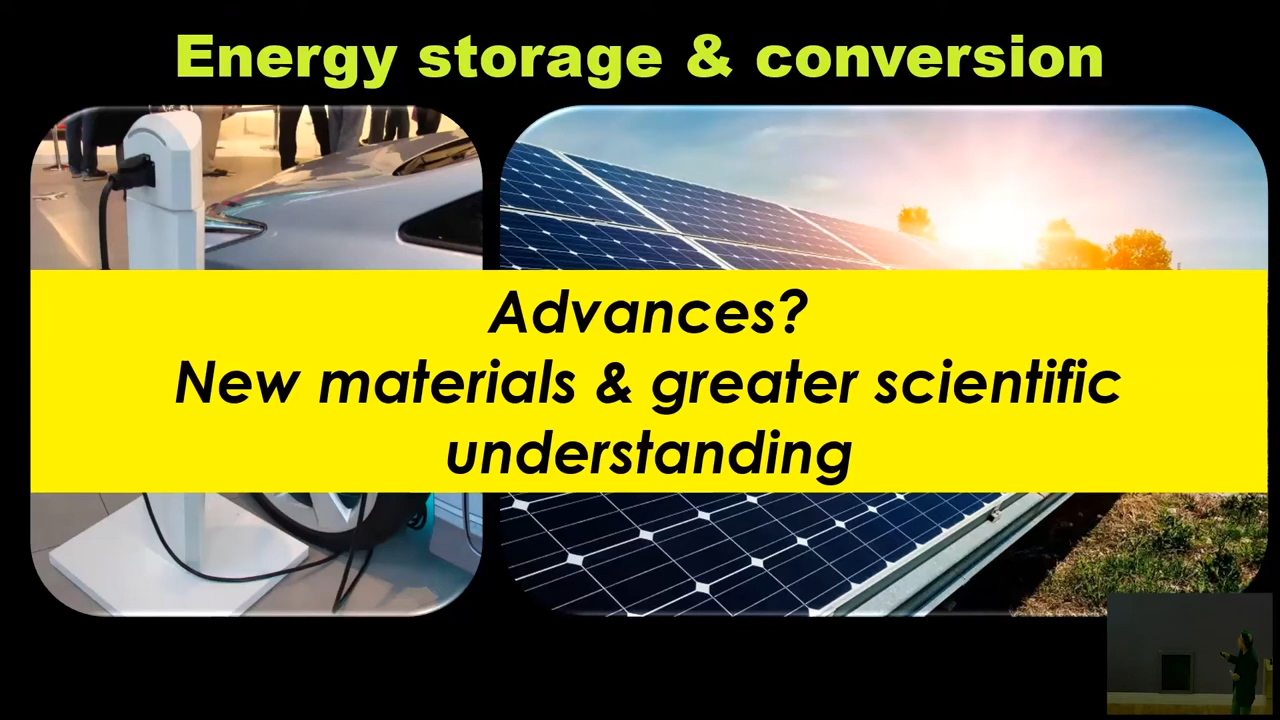 Energy storage & conversion
Advances?
New materials & greater scientific
understanding